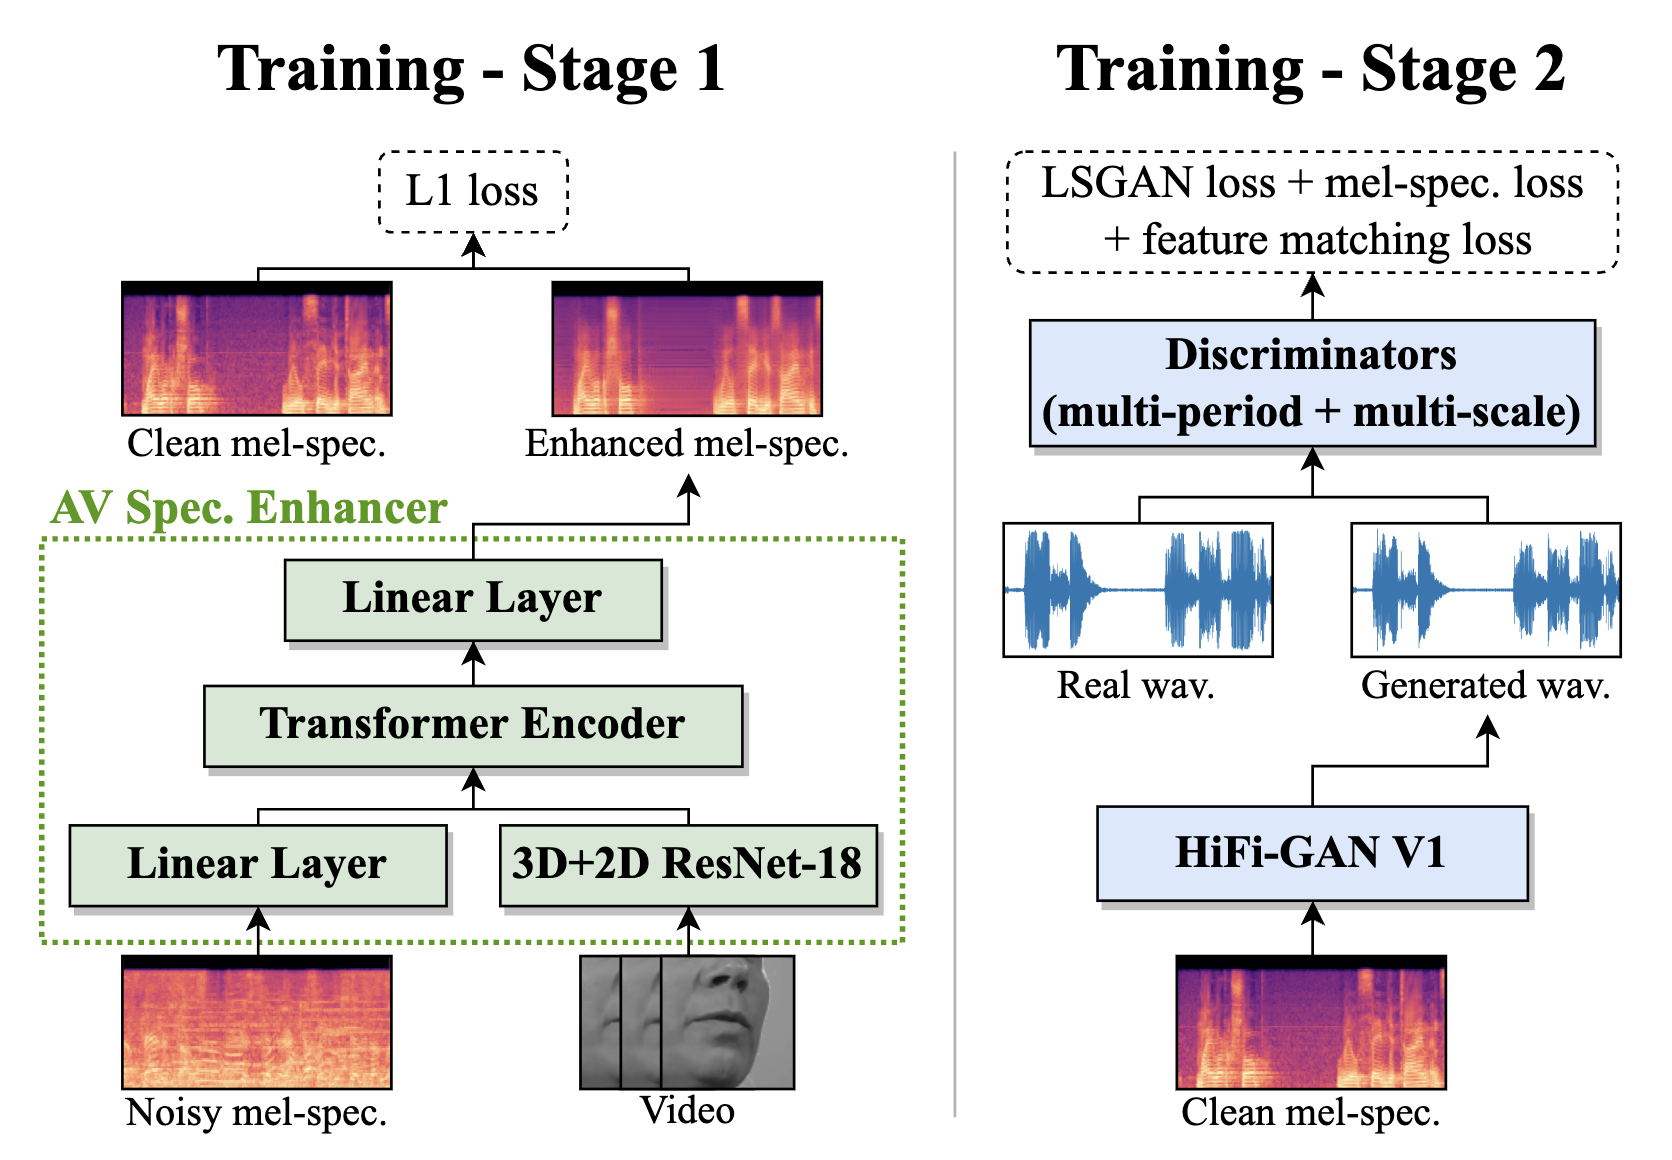 Training - Stage 1
L1 loss
Clean mel-spec.
Enhanced mel-spec.
AV Spec. Enhancer
Linear Layer
Transformer Encoder
Linear Layer
3D+2D ResNet-18
Noisy mel-spec.
Video
Training - Stage 2
LSGAN loss + mel-spec. loss
+ feature matching loss
Discriminators
(multi-period + multi-scale)
Real wav.
Generated wav.
HiFi-GAN V1
Clean mel-spec.